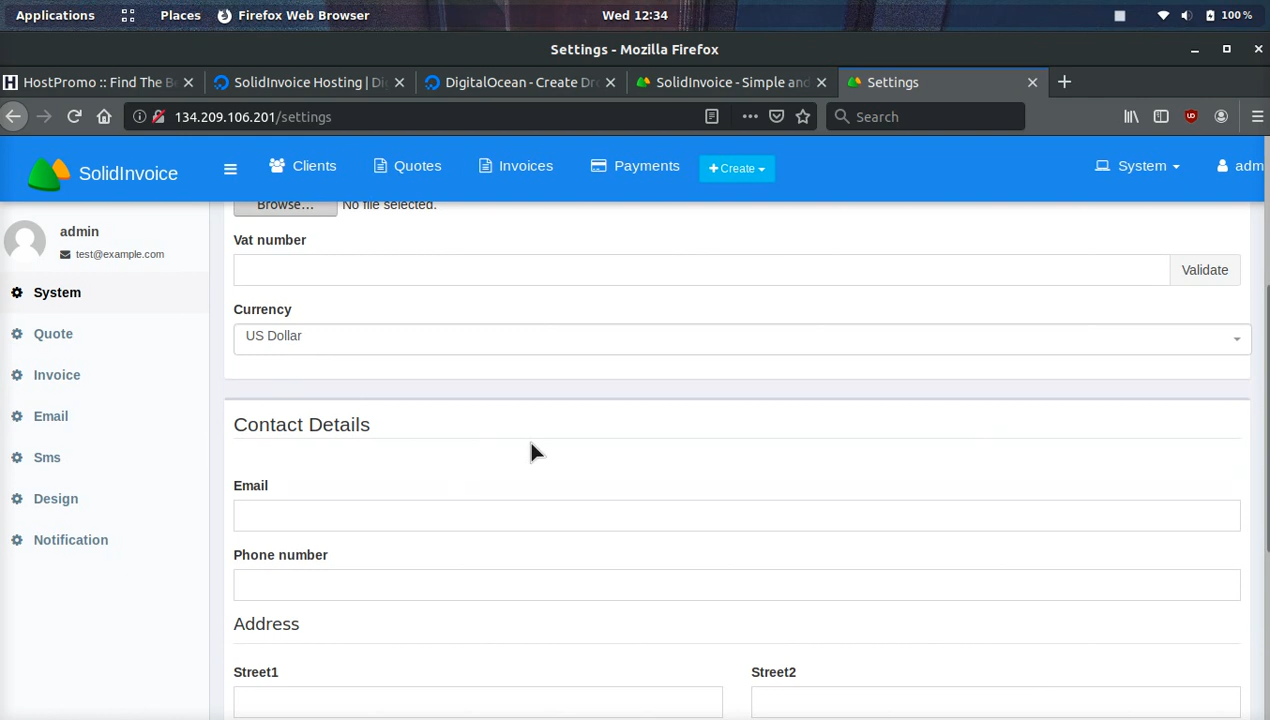 Applications Places Firefox Web Browser Wed 12:34 100%
Settings - Mozilla Firefox
HostPromo :: Find The Be SolidInvoice Hosting | Di DigitalOcean - Create Dr SolidInvoice - Simple and Settings
134.209.106.201/settings Search
SolidInvoice Clients Quotes Invoices Payments + Create System adm
admin
test@example.com
System
Quote
Invoice
Email
Sms
Design
Notification
Browse... No file selected.
Vat number
Validate
Currency
US Dollar
Contact Details
Email
Phone number
Address
Street1 Street2